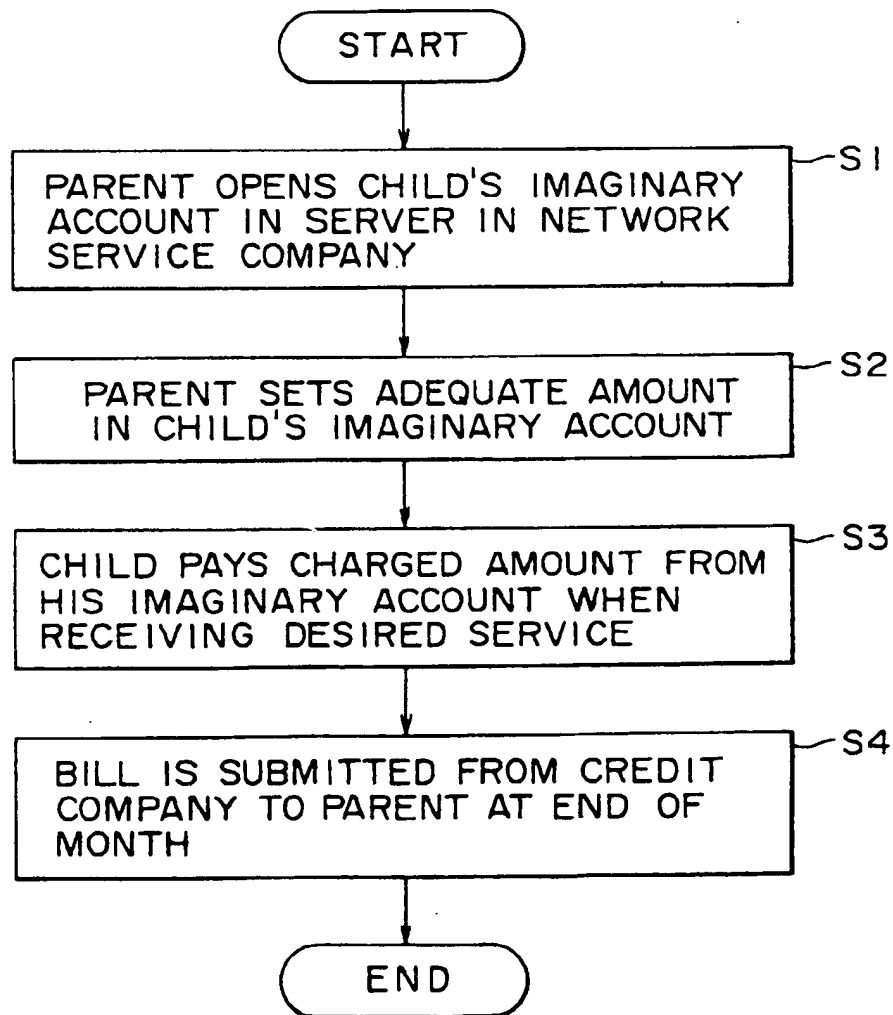 START
S1
PARENT OPENS CHILD'S IMAGINARY
ACCOUNT IN SERVER IN NETWORK
SERVICE COMPANY
S2
PARENT SETS ADEQUATE AMOUNT
IN CHILD'S IMAGINARY ACCOUNT
S3
CHILD PAYS CHARGED AMOUNT FROM
HIS IMAGINARY ACCOUNT WHEN
RECEIVING DESIRED SERVICE
S4
BILL IS SUBMITTED FROM CREDIT
COMPANY TO PARENT AT END OF
MONTH
END